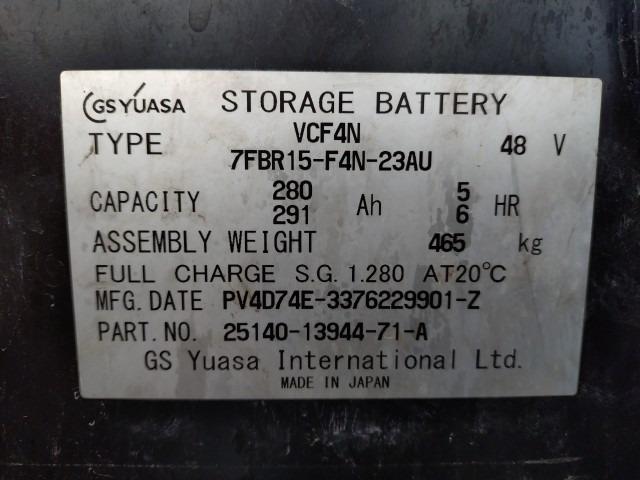 GS YUASA STORAGE BATTERY
TYPE VCF4N 48 V
7FBR15-F4N-23AU
CAPACITY 280 Ah 5 HR
291 6
ASSEMBLY WEIGHT 465 kg
FULL CHARGE S.G. 1.280 AT 20°C
MFG. DATE PV4D74E-3376229901-Z
PART. NO. 25140-13944-71-A
GS Yuasa International Ltd.
MADE IN JAPAN